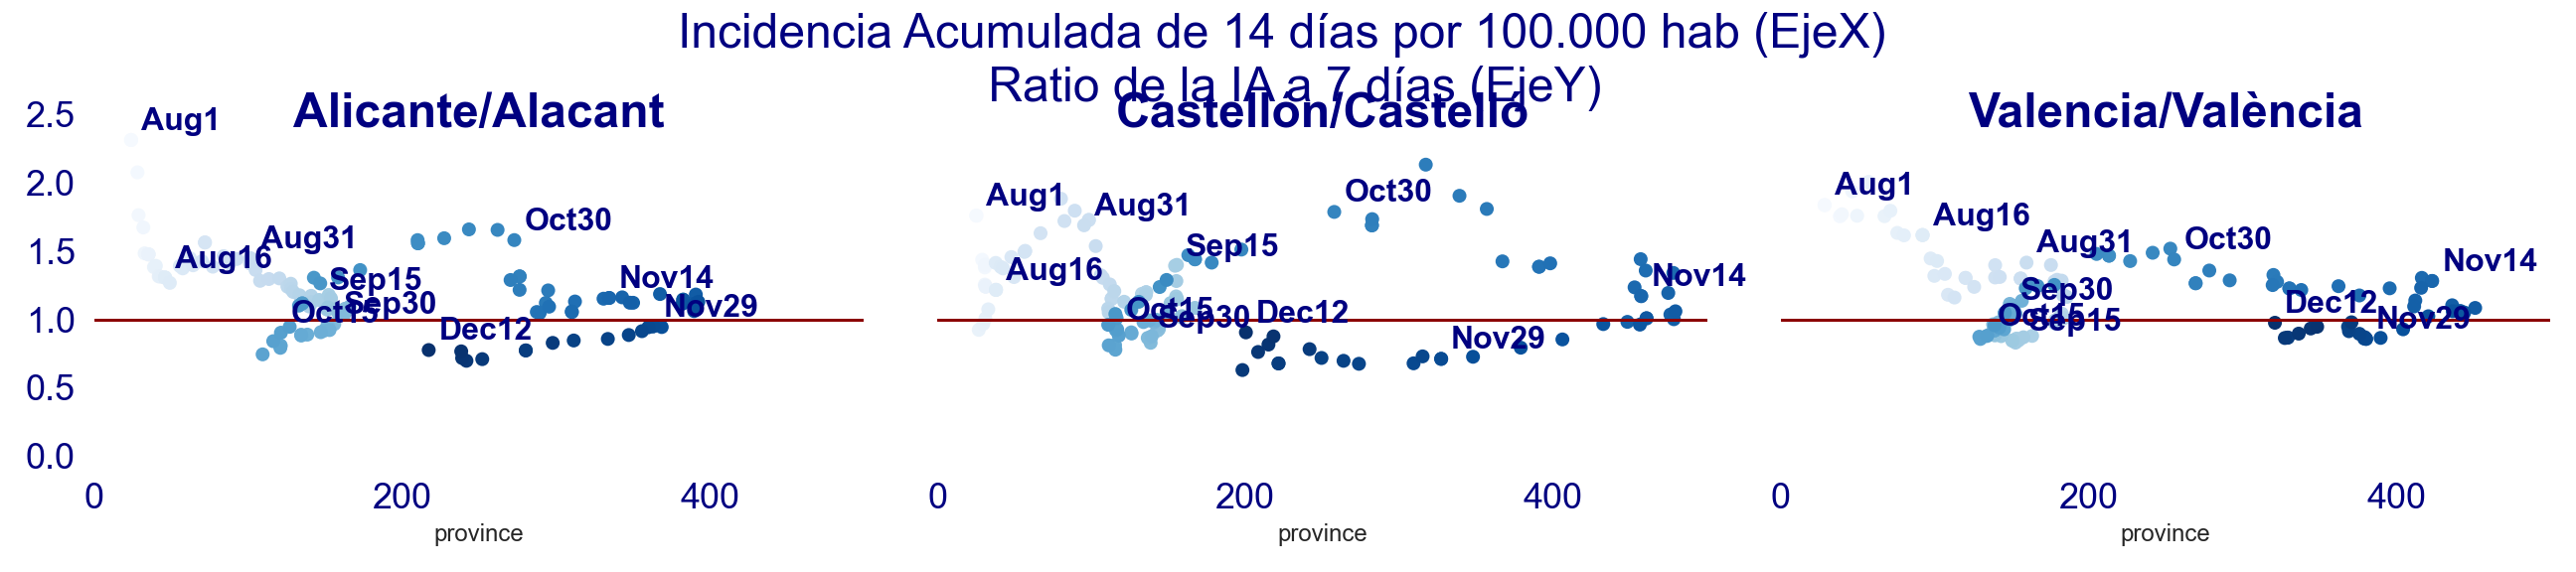 Incidencia Acumulada de 14 días por 100.000 hab (EjeX)
Ratio de la IA a 7 días (EjeY)
Alicante/Alacant
2.5
2.0
1.5
1.0
0.5
0.0
Aug1
Aug16
Aug31
Sep15
Sep30
Oct15
Oct30
Nov14
Nov29
Dec12
0 200 400
province
Castellón/Castelló
Aug1
Aug16
Aug31
Sep15
Sep30
Oct15
Oct30
Nov14
Nov29
Dec12
0 200 400
province
Valencia/València
Aug1
Aug16
Aug31
Sep15
Sep30
Oct15
Oct30
Nov14
Nov29
Dec12
0 200 400
province